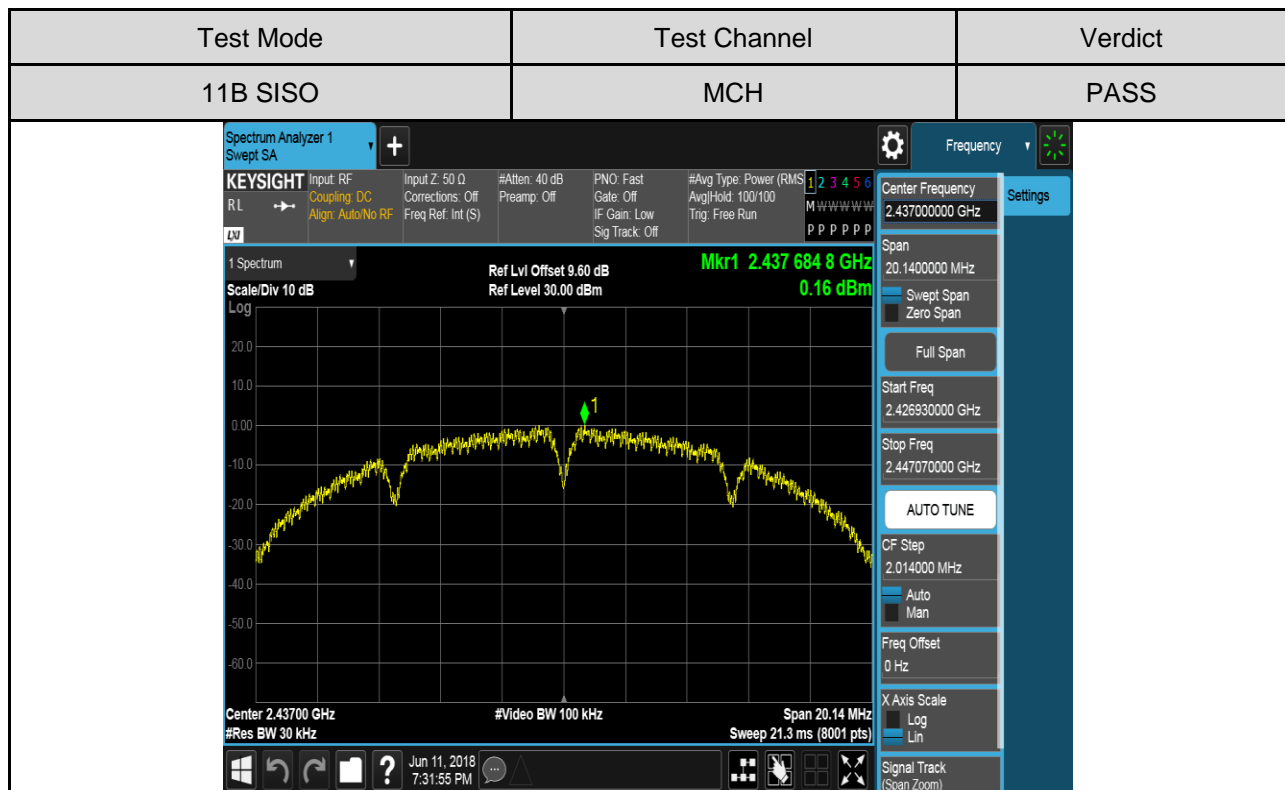 Test Mode Test Channel Verdict
11B SISO MCH PASS
Spectrum Analyzer 1
Swept SA
+
Frequency
KEYSIGHT Input: RF Input Z: 50 Ω #Atten: 40 dB PNO: Fast #Avg Type: Power (RMS 1 2 3 4 5 6
RL Coupling: DC Corrections: Off Preamp: Off Gate: Off Avg|Hold: 100/100 M W W W W W
Align: Auto/No RF Freq Ref: Int (S) IF Gain: Low Trig: Free Run
LXI Sig Track: Off P P P P P P
1 Spectrum
Scale/Div 10 dB
Ref Lvl Offset 9.60 dB
Ref Level 30.00 dBm
Mkr1 2.437 684 8 GHz
0.16 dBm
Log
20.0
10.0
1
0.00
-10.0
-20.0
-30.0
-40.0
-50.0
-60.0
Center 2.43700 GHz #Video BW 100 kHz Span 20.14 MHz
#Res BW 30 kHz Sweep 21.3 ms (8001 pts)
? Jun 11, 2018
7:31:55 PM
Center Frequency
2.437000000 GHz
Settings
Span
20.1400000 MHz
Swept Span
Zero Span
Full Span
Start Freq
2.426930000 GHz
Stop Freq
2.447070000 GHz
AUTO TUNE
CF Step
2.014000 MHz
Auto
Man
Freq Offset
0 Hz
X Axis Scale
Log
Lin
Signal Track
(Span Zoom)